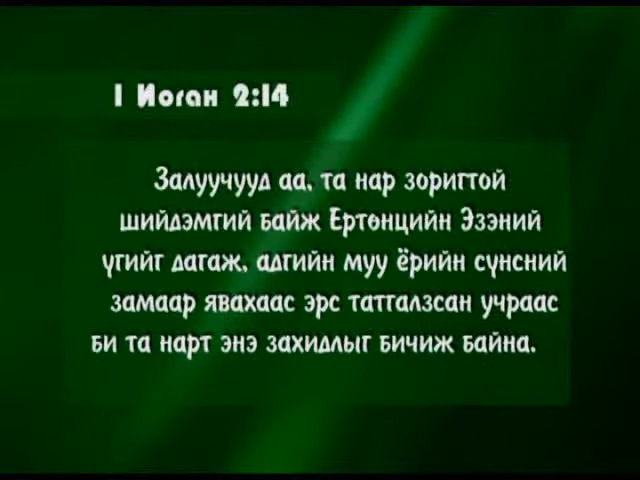 1 Иоган 2:14
Залуучууд аа, та нар зоригтой
шийдэмгий байж Ертөнцийн Эзэний
үгийг дагаж, адгийн муу ёрийн сүнсний
замаар явахаас эрс татгалзсан учраас
би та нарт энэ захидлыг бичиж байна.